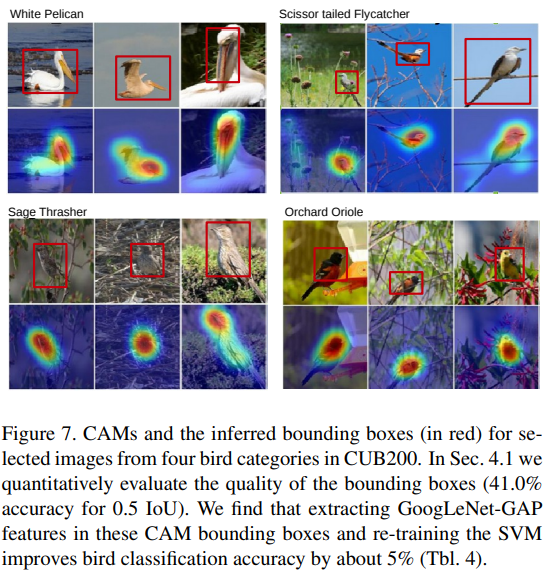 White Pelican
Scissor tailed Flycatcher
Sage Thrasher
Orchard Oriole
Figure 7. CAMs and the inferred bounding boxes (in red) for se-
lected images from four bird categories in CUB200. In Sec. 4.1 we
quantitatively evaluate the quality of the bounding boxes (41.0%
accuracy for 0.5 IoU). We find that extracting GoogLeNet-GAP
features in these CAM bounding boxes and re-training the SVM
improves bird classification accuracy by about 5% (Tbl. 4).